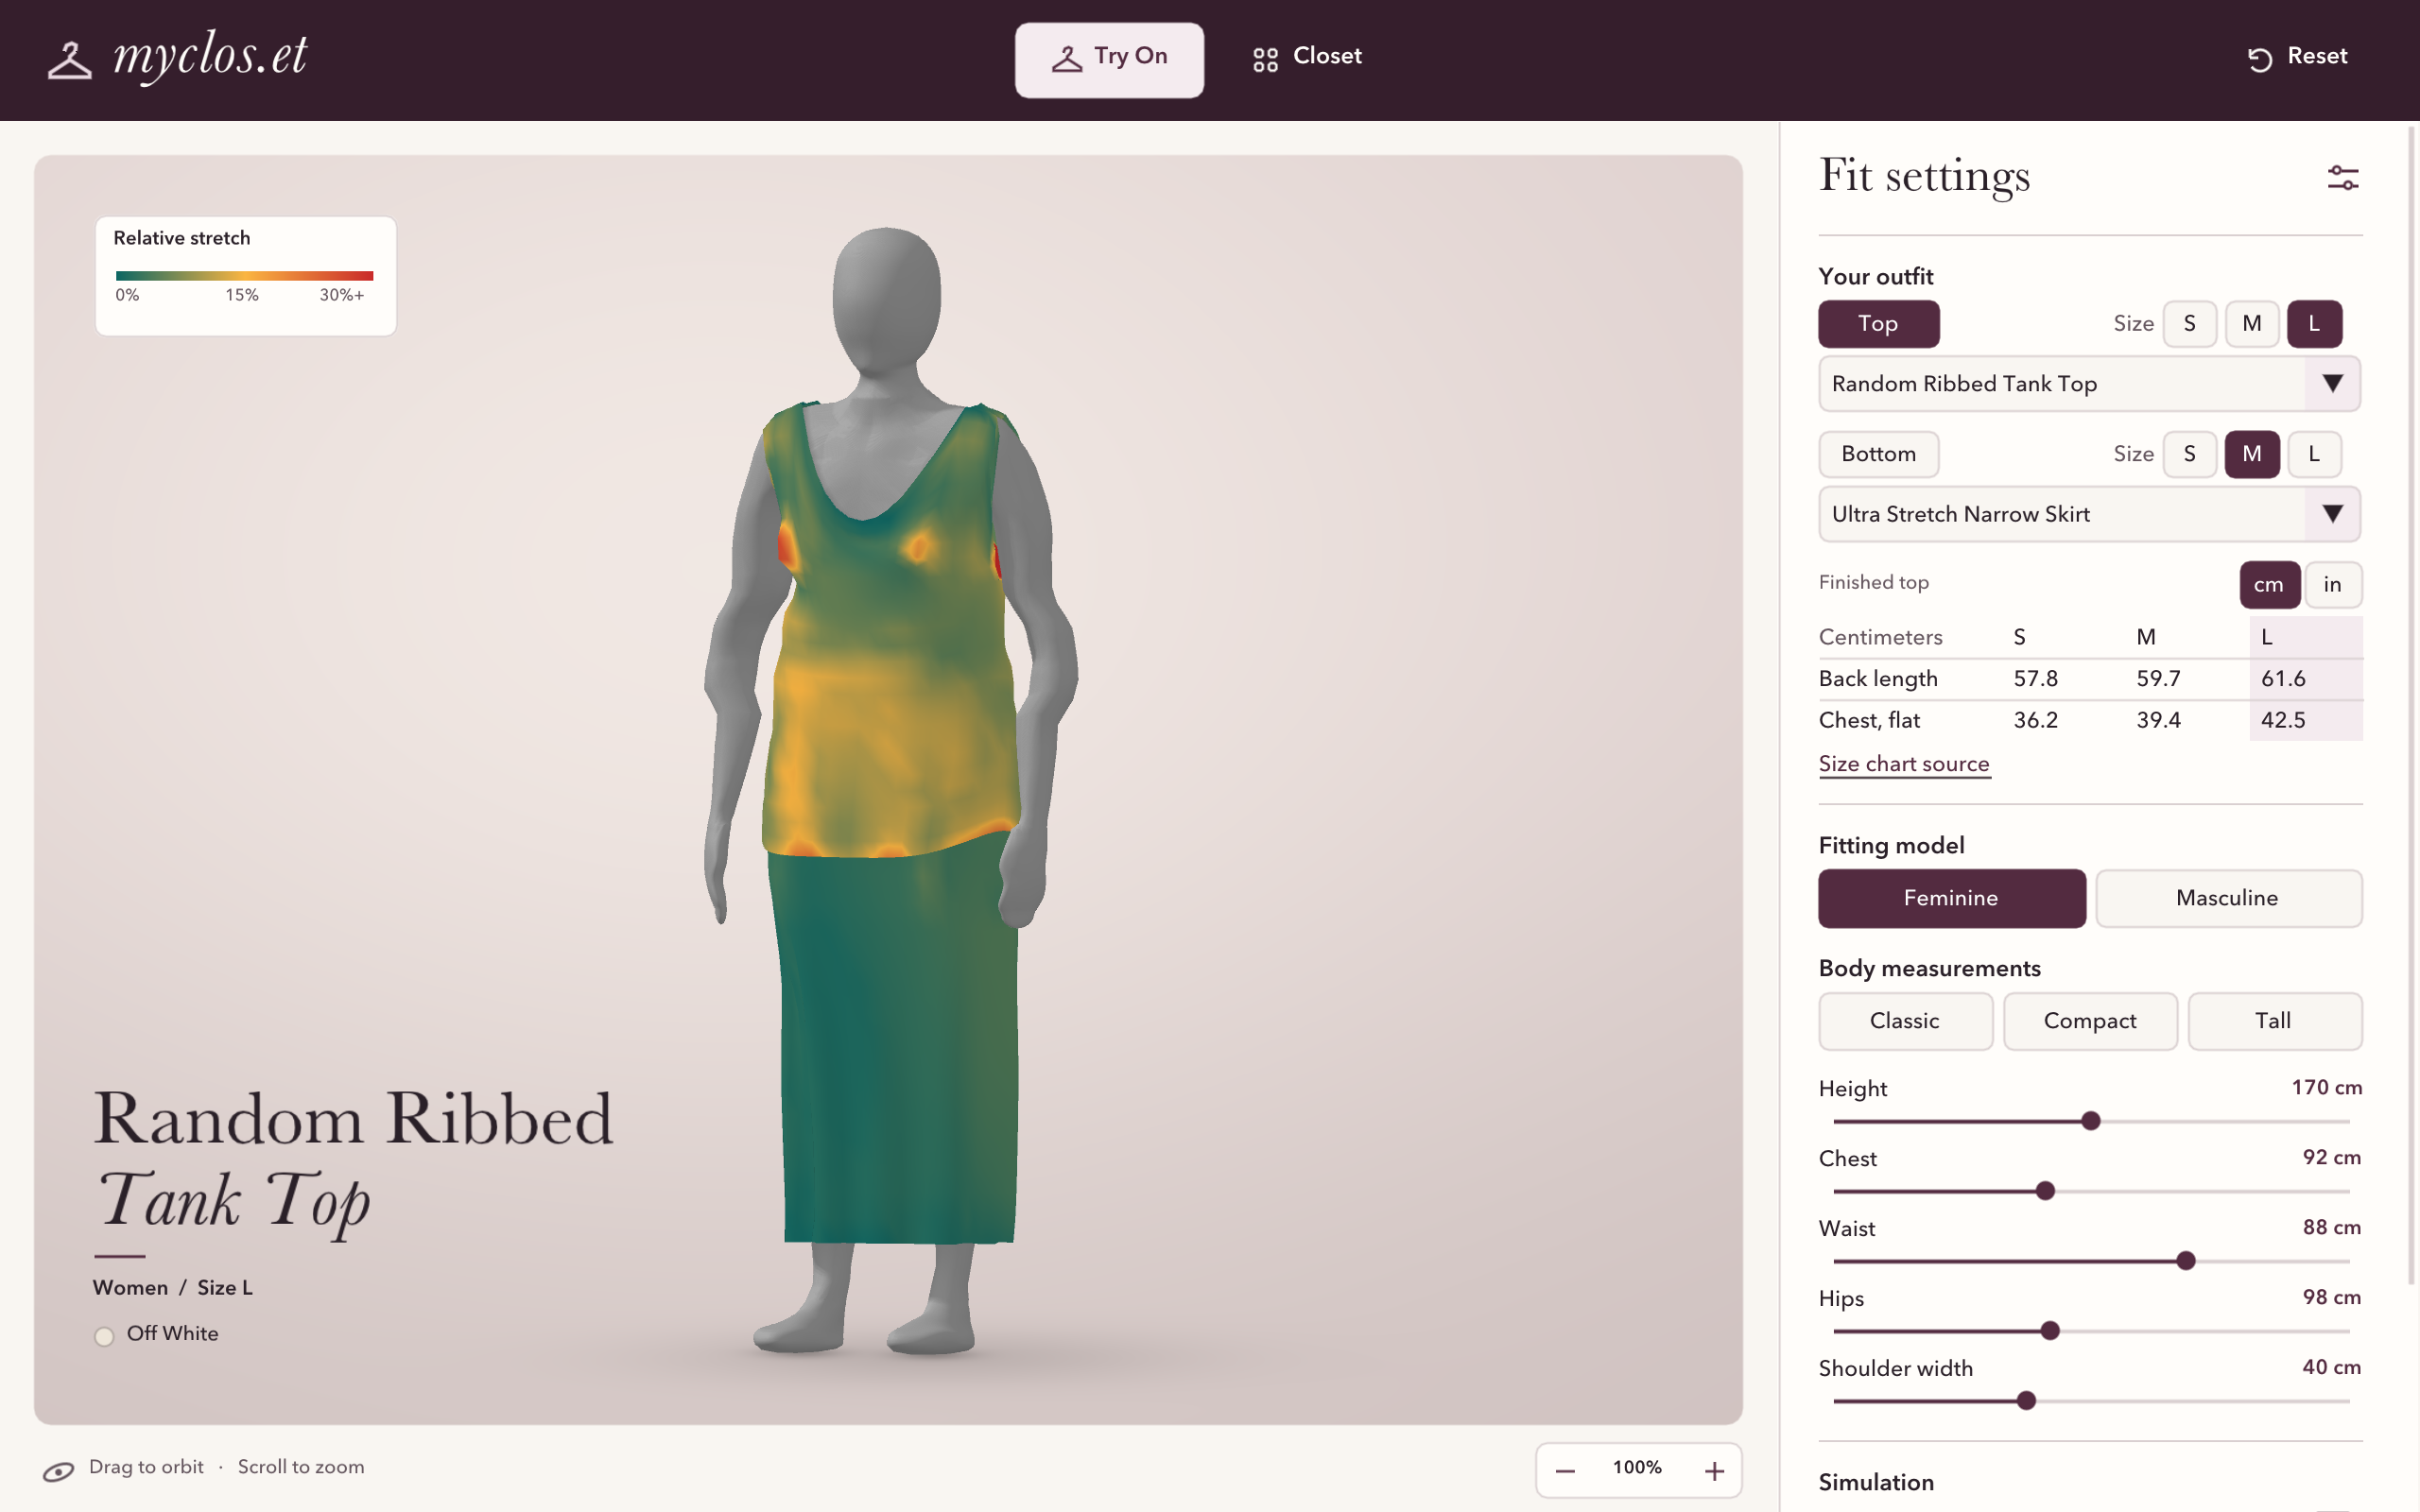 myclos.et
Try On
Closet
Reset
Relative stretch
0% 15% 30%+
Random Ribbed
Tank Top
Women / Size L
Off White
Drag to orbit · Scroll to zoom
100%
Fit settings
Your outfit
Top Size S M L
Random Ribbed Tank Top
Bottom Size S M L
Ultra Stretch Narrow Skirt
Finished top cm in
Centimeters S M L
Back length 57.8 59.7 61.6
Chest, flat 36.2 39.4 42.5
Size chart source
Fitting model
Feminine Masculine
Body measurements
Classic Compact Tall
Height 170 cm
Chest 92 cm
Waist 88 cm
Hips 98 cm
Shoulder width 40 cm
Simulation